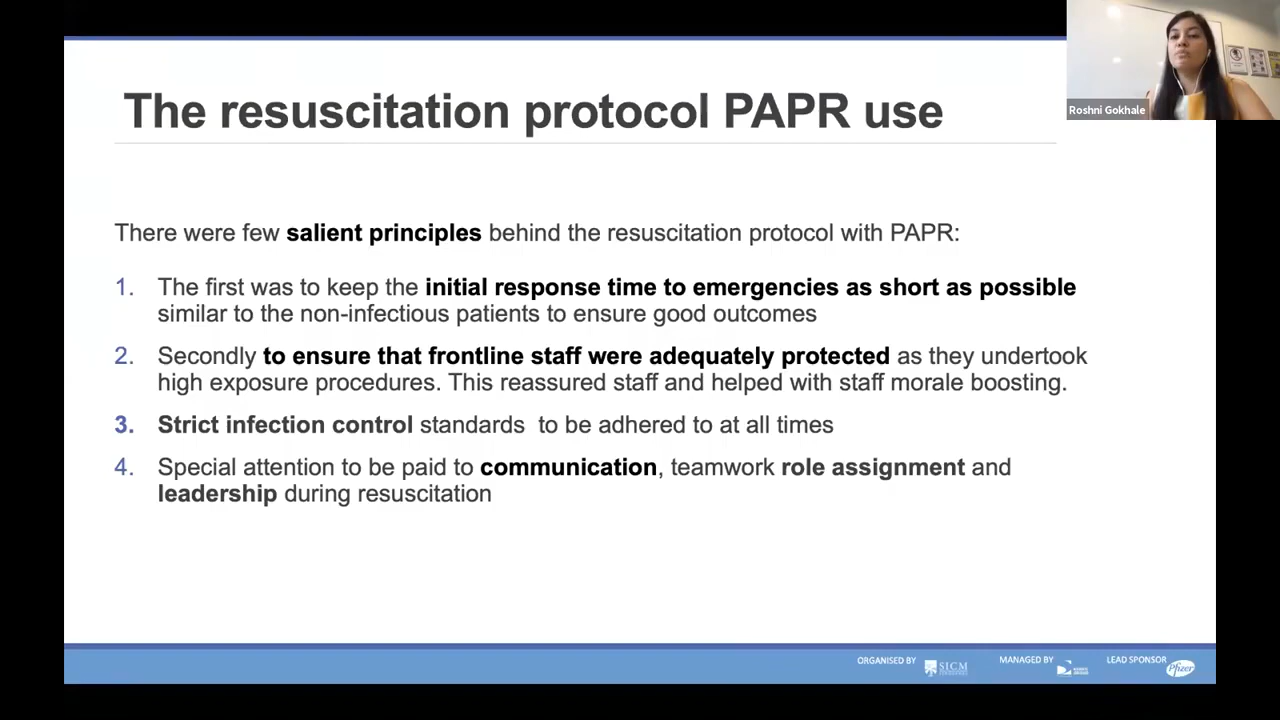 The resuscitation protocol PAPR use
Roshni Gokhale
There were few salient principles behind the resuscitation protocol with PAPR:
1. The first was to keep the initial response time to emergencies as short as possible
similar to the non-infectious patients to ensure good outcomes
2. Secondly to ensure that frontline staff were adequately protected as they undertook
high exposure procedures. This reassured staff and helped with staff morale boosting.
3. Strict infection control standards  to be adhered to at all times
4. Special attention to be paid to communication, teamwork role assignment and
leadership during resuscitation
ORGANISED BY SICM MANAGED BY LEAD SPONSOR Pfizer